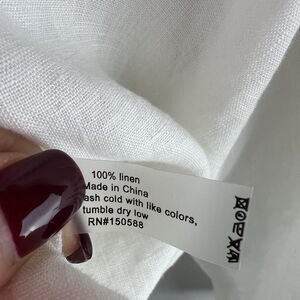 100% linen
Made in China
ash cold with like colors,
tumble dry low
RN#150588